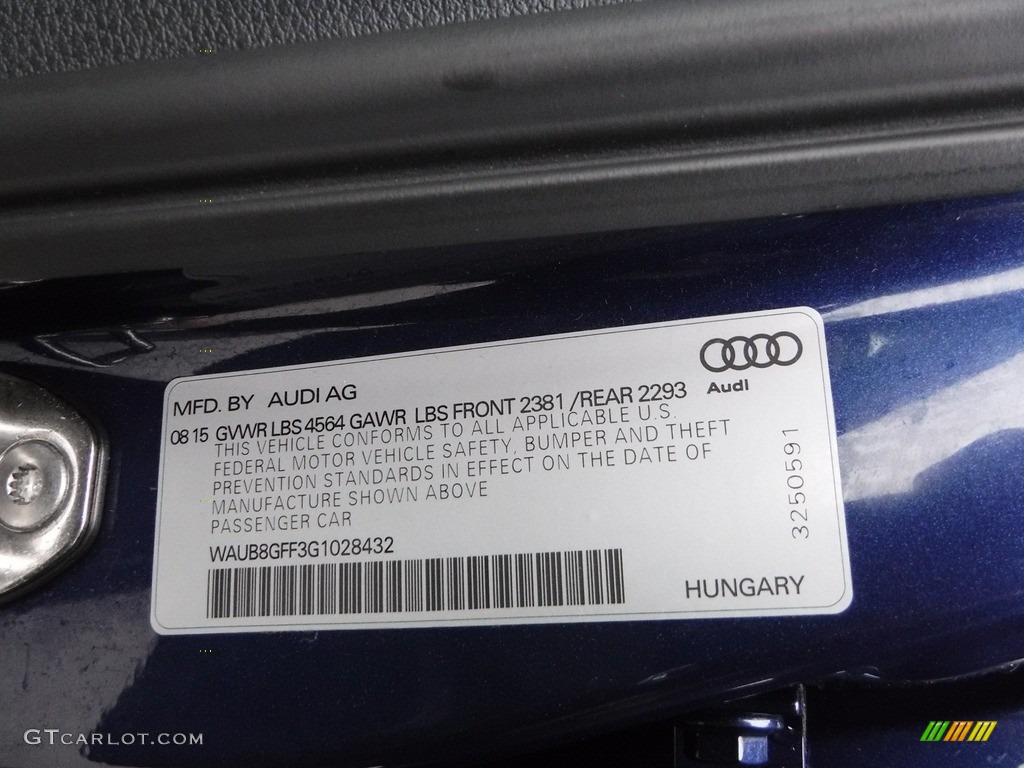 MFD. BY AUDI AG
Audi
08 15 GVWR LBS 4564 GAWR LBS FRONT 2381 /REAR 2293
THIS VEHICLE CONFORMS TO ALL APPLICABLE U.S.
FEDERAL MOTOR VEHICLE SAFETY, BUMPER AND THEFT
PREVENTION STANDARDS IN EFFECT ON THE DATE OF
MANUFACTURE SHOWN ABOVE
PASSENGER CAR
3250591
WAUB8GFF3G1028432
HUNGARY
GTCARLOT.COM